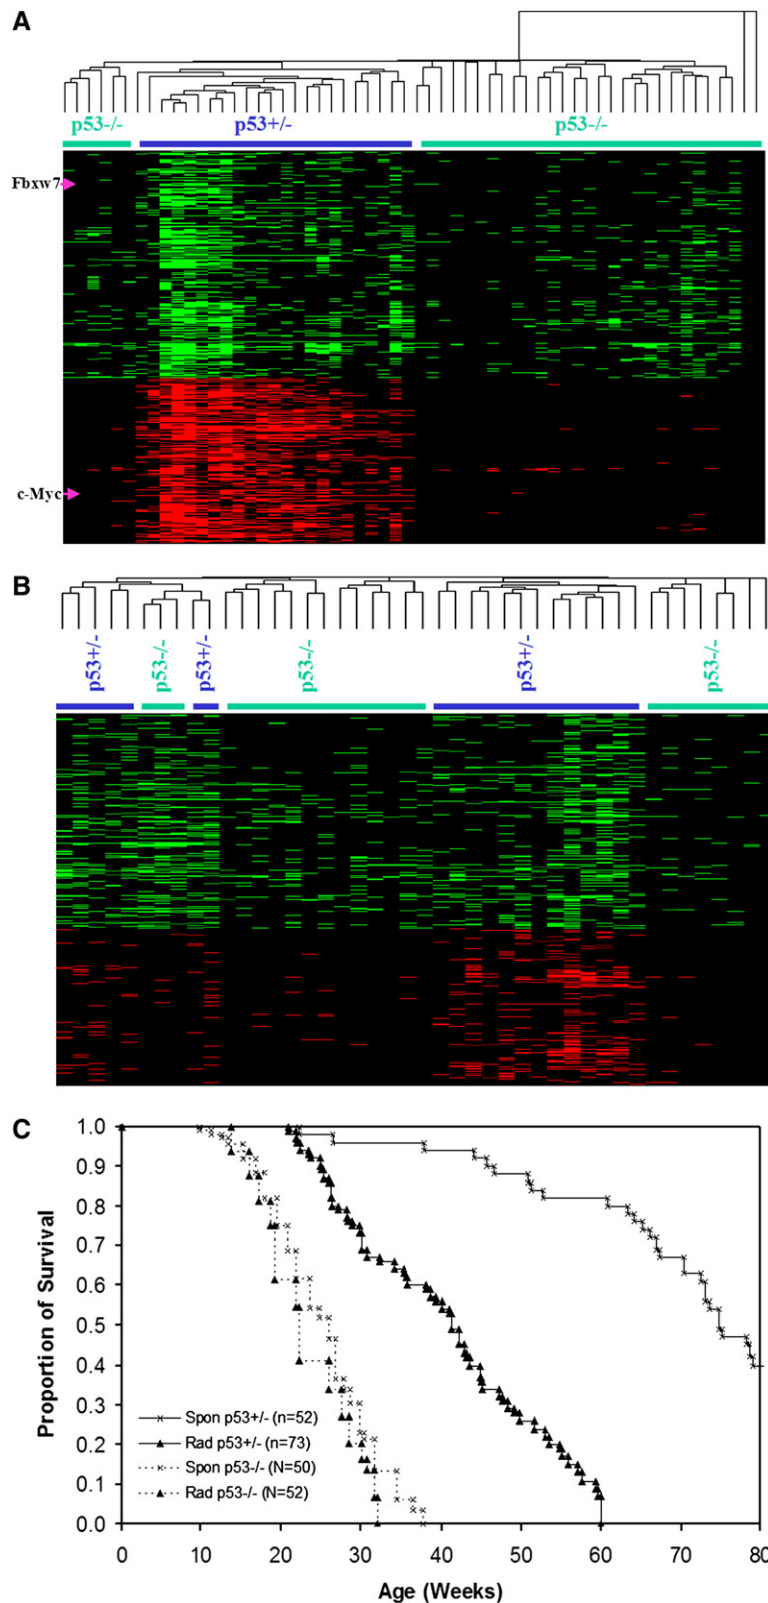 A
p53-/-
p53+/-
p53-/-
Fbxw7
c-Myc
B
p53+/-
p53-/-
p53+/-
p53-/-
p53+/-
p53-/-
C
1.0
0.9
0.8
0.7
0.6
0.5
0.4
0.3
0.2
0.1
0.0
Proportion of Survival
Spon p53+/- (n=52)
Rad p53+/- (n=73)
Spon p53-/- (N=50)
Rad p53-/- (N=52)
0 10 20 30 40 50 60 70 80
Age (Weeks)